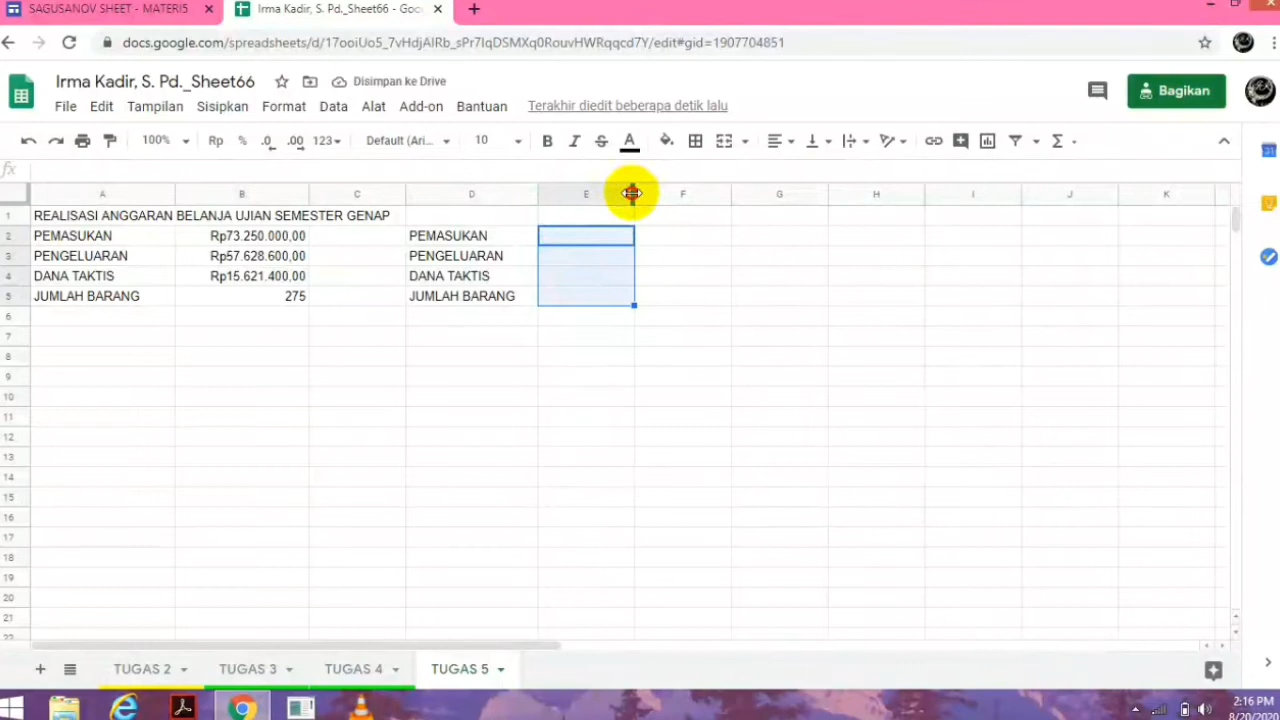 SAGUSANOV SHEET - MATERI5
Irma Kadir, S. Pd._Sheet66 - Goo
docs.google.com/spreadsheets/d/17ooiUo5_7vHdjAIRb_sPr7IqDSMXq0RouvHWRqqcd7Y/edit#gid=1907704851
Irma Kadir, S. Pd._Sheet66
Disimpan ke Drive
File Edit Tampilan Sisipkan Format Data Alat Add-on Bantuan Terakhir diedit beberapa detik lalu
Bagikan
100% Rp % .0 .00 123 Default (Ari... 10 B I S A
fx
A B C D E F G H I J K
1 REALISASI ANGGARAN BELANJA UJIAN SEMESTER GENAP
2 PEMASUKAN Rp73.250.000,00 PEMASUKAN
3 PENGELUARAN Rp57.628.600,00 PENGELUARAN
4 DANA TAKTIS Rp15.621.400,00 DANA TAKTIS
5 JUMLAH BARANG 275 JUMLAH BARANG
6
7
8
9
10
11
12
13
14
15
16
17
18
19
20
21
22
TUGAS 2 TUGAS 3 TUGAS 4 TUGAS 5
2:16 PM
8/20/2020